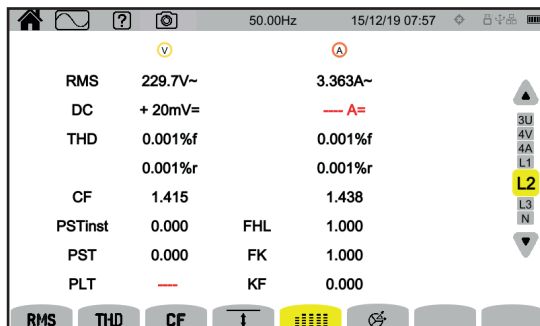 ? 50.00Hz 15/12/19 07:57
V A
RMS 229.7V~ 3.363A~
DC + 20mV= ---- A=
THD 0.001%f 0.001%f
0.001%r 0.001%r
CF 1.415 1.438
PSTinst 0.000 FHL 1.000
PST 0.000 FK 1.000
PLT ---- KF 0.000
3U
4V
4A
L1
L2
L3
N
RMS THD CF